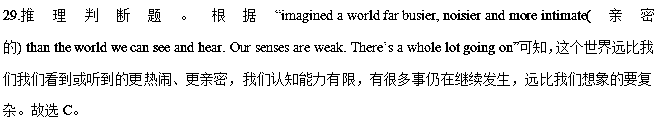 29.推理判断题。根据“imagined a world far busier, noisier and more intimate(亲密
的) than the world we can see and hear. Our senses are weak. There's a whole lot going on”可知，这个世界远比我
们我们看到或听到的更热闹、更亲密，我们认知能力有限，有很多事仍在继续发生，远比我们想象的要复
杂。故选 C。